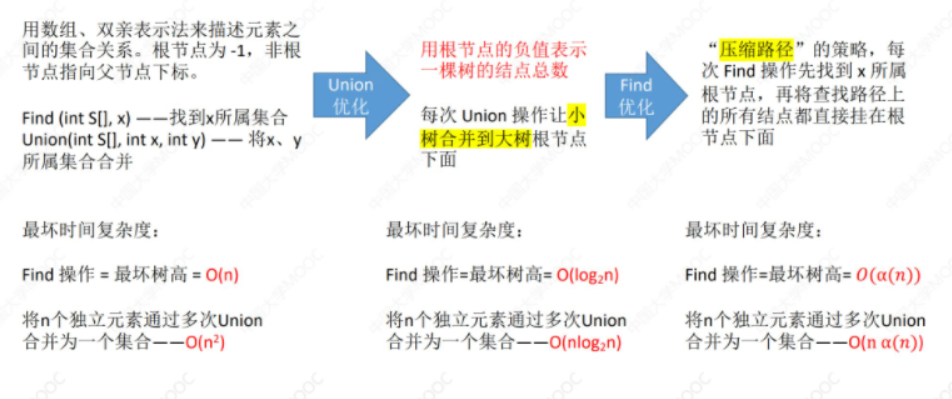 用数组、双亲表示法来描述元素之
间的集合关系。根节点为 -1，非根
节点指向父节点下标。
Find (int S[], x) ——找到x所属集合
Union(int S[], int x, int y) —— 将x、y
所属集合合并
Union
优化
用根节点的负值表示
一棵树的结点总数
每次 Union 操作让小
树合并到大树根节点
下面
Find
优化
“压缩路径”的策略，每
次 Find 操作先找到 x 所属
根节点，再将查找路径上
的所有结点都直接挂在根
节点下面
最坏时间复杂度：
Find 操作 = 最坏树高 = O(n)
将n个独立元素通过多次Union
合并为一个集合——O(n²)
最坏时间复杂度：
Find 操作=最坏树高= O(log₂n)
将n个独立元素通过多次Union
合并为一个集合——O(nlog₂n)
最坏时间复杂度：
Find 操作=最坏树高= O(α(n))
将n个独立元素通过多次Union
合并为一个集合——O(n α(n))
中国大学MOOC